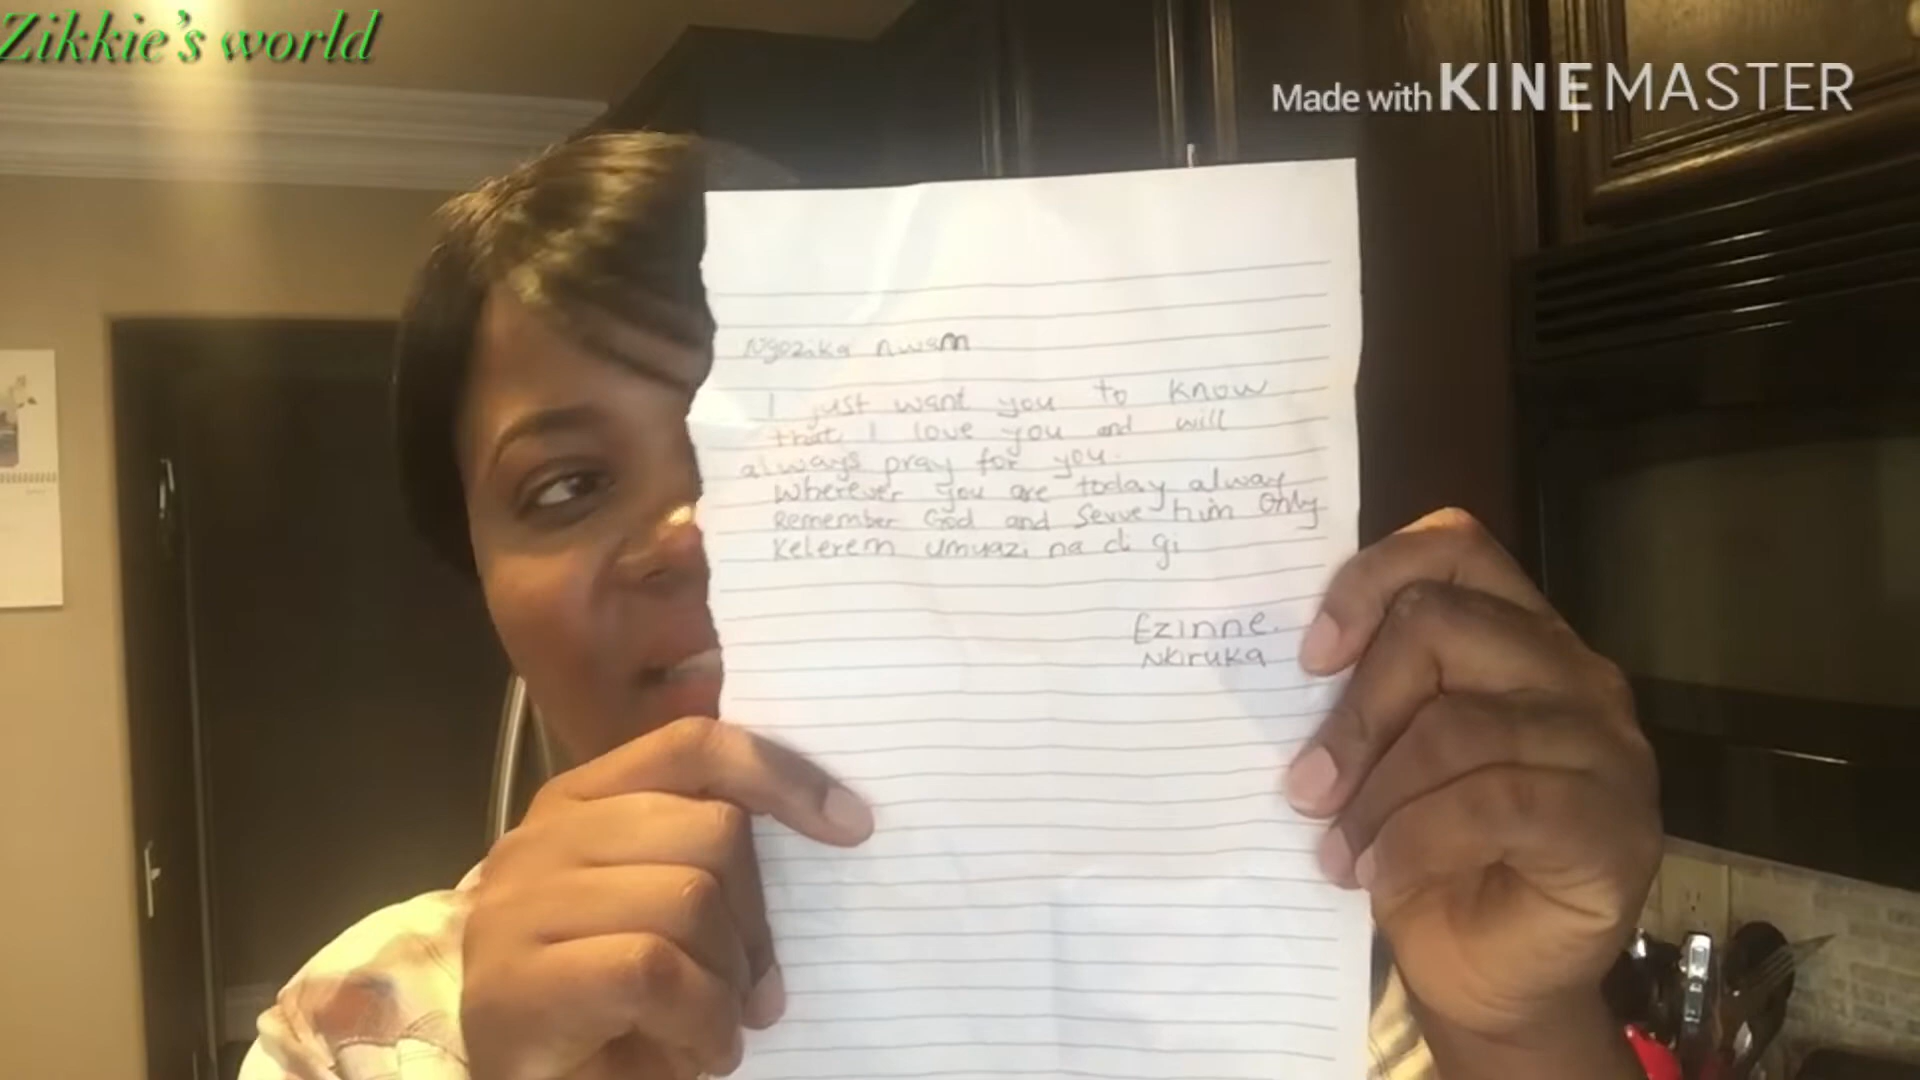 Zikkie's world
Made with KINEMASTER
Ngozika nwam
I just want you to know
that I love you and will
always pray for you.
Wherever you are today alway
Remember God and serve him only
Kelerem umuazi na di gi
Ezinne.
Nkiruka